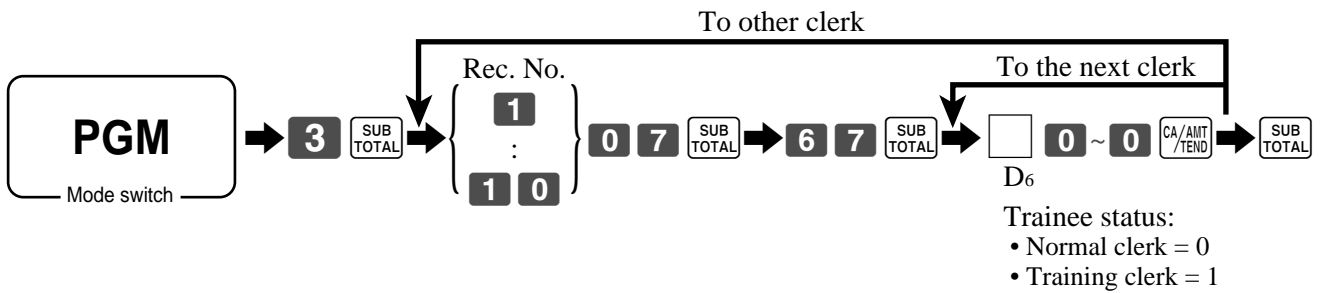 To other clerk
Rec. No.
To the next clerk
PGM
Mode switch
3 SUB TOTAL
1
:
1 0
0 7 SUB TOTAL
6 7 SUB TOTAL
0 ~ 0 CA/AMT /TEND
SUB TOTAL
D6
Trainee status:
• Normal clerk = 0
• Training clerk = 1